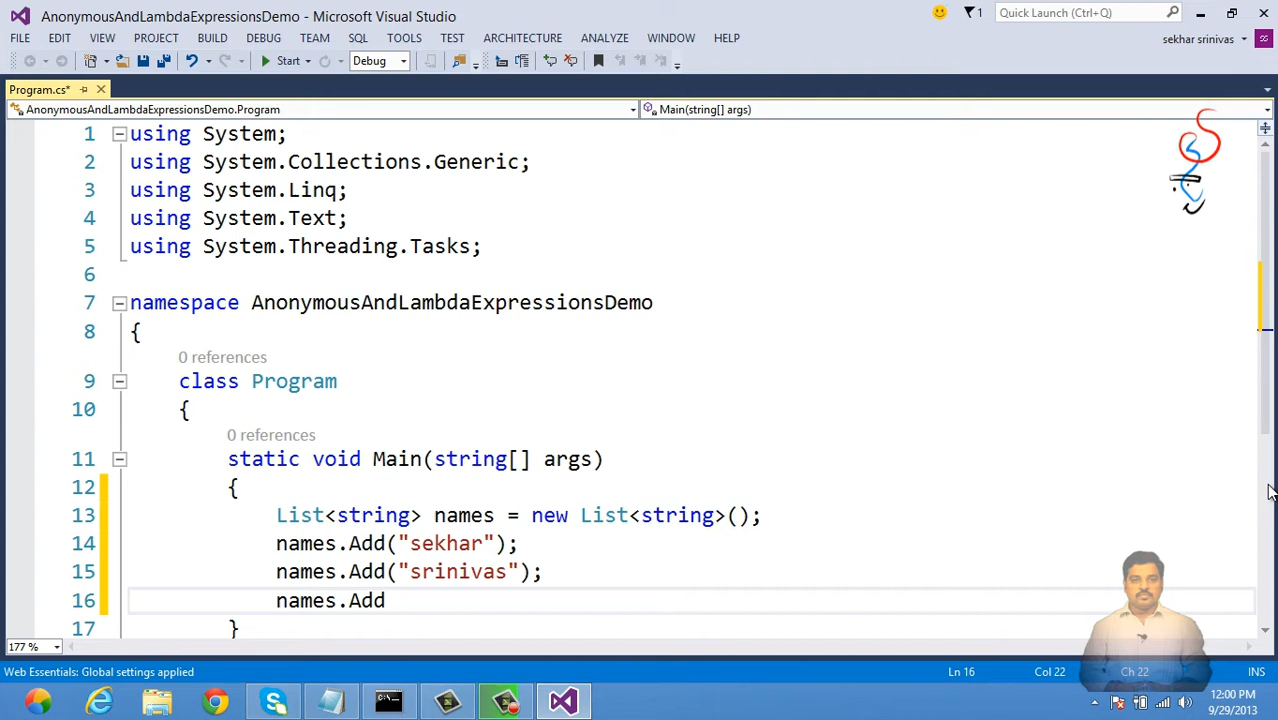 AnonymousAndLambdaExpressionsDemo - Microsoft Visual Studio
1
Quick Launch (Ctrl+Q)
FILE EDIT VIEW PROJECT BUILD DEBUG TEAM SQL TOOLS TEST ARCHITECTURE ANALYZE WINDOW HELP
sekhar srinivas
Start
Debug
Program.cs*
AnonymousAndLambdaExpressionsDemo.Program
Main(string[] args)
1 using System;
2 using System.Collections.Generic;
3 using System.Linq;
4 using System.Text;
5 using System.Threading.Tasks;
6
7 namespace AnonymousAndLambdaExpressionsDemo
8 {
0 references
9 class Program
10 {
0 references
11 static void Main(string[] args)
12 {
13 List<string> names = new List<string>();
14 names.Add("sekhar");
15 names.Add("srinivas");
16 names.Add
17 }
177 %
Web Essentials: Global settings applied
Ln 16 Col 22 Ch 22 INS
12:00 PM
9/29/2013